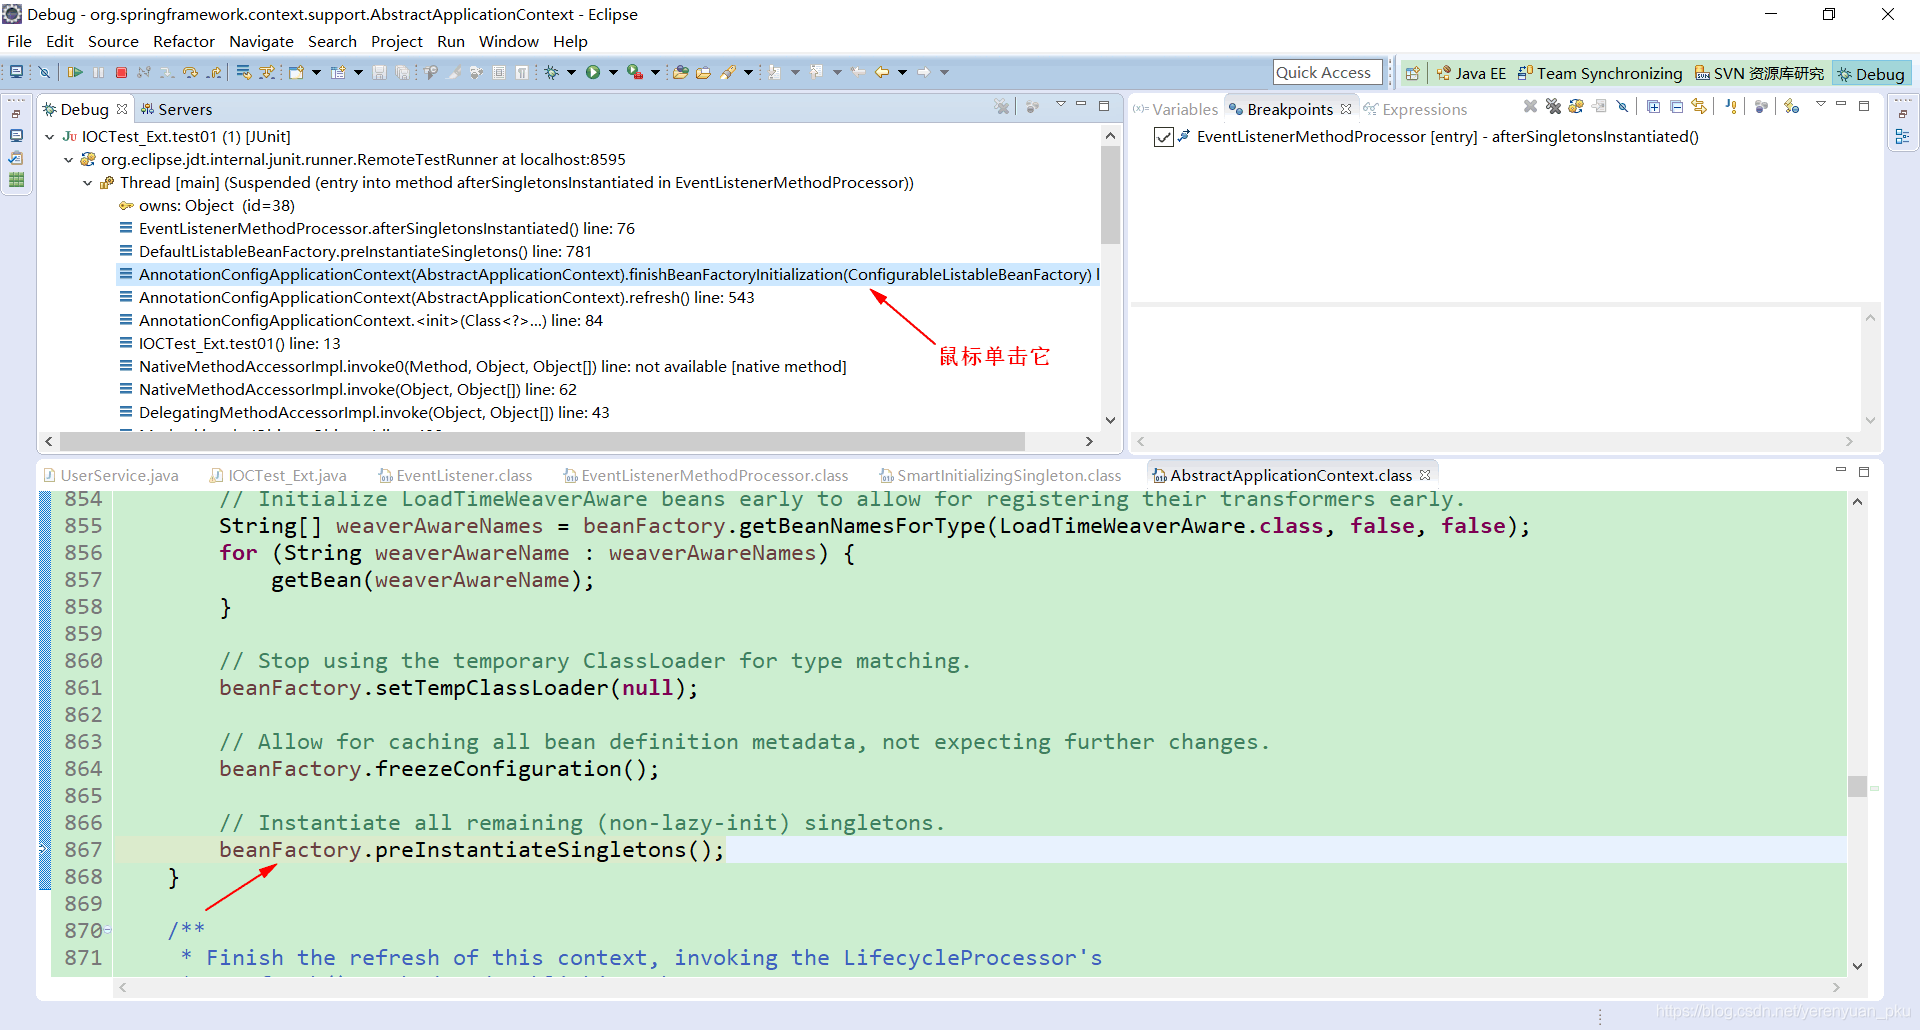 Debug - org.springframework.context.support.AbstractApplicationContext - Eclipse
File Edit Source Refactor Navigate Search Project Run Window Help
Quick Access
Java EE
Team Synchronizing
SVN 资源库研究
Debug
Debug
Servers
IOCTest_Ext.test01 (1) [JUnit]
org.eclipse.jdt.internal.junit.runner.RemoteTestRunner at localhost:8595
Thread [main] (Suspended (entry into method afterSingletonsInstantiated in EventListenerMethodProcessor))
owns: Object (id=38)
EventListenerMethodProcessor.afterSingletonsInstantiated() line: 76
DefaultListableBeanFactory.preInstantiateSingletons() line: 781
AnnotationConfigApplicationContext(AbstractApplicationContext).finishBeanFactoryInitialization(ConfigurableListableBeanFactory) l
AnnotationConfigApplicationContext(AbstractApplicationContext).refresh() line: 543
AnnotationConfigApplicationContext.<init>(Class<?>...) line: 84
IOCTest_Ext.test01() line: 13
NativeMethodAccessorImpl.invoke0(Method, Object, Object[]) line: not available [native method]
NativeMethodAccessorImpl.invoke(Object, Object[]) line: 62
DelegatingMethodAccessorImpl.invoke(Object, Object[]) line: 43
鼠标单击它
(x)= Variables
Breakpoints
Expressions
EventListenerMethodProcessor [entry] - afterSingletonsInstantiated()
UserService.java
IOCTest_Ext.java
EventListener.class
EventListenerMethodProcessor.class
SmartInitializingSingleton.class
AbstractApplicationContext.class
854 // Initialize LoadTimeWeaverAware beans early to allow for registering their transformers early.
855 String[] weaverAwareNames = beanFactory.getBeanNamesForType(LoadTimeWeaverAware.class, false, false);
856 for (String weaverAwareName : weaverAwareNames) {
857 getBean(weaverAwareName);
858 }
859
860 // Stop using the temporary ClassLoader for type matching.
861 beanFactory.setTempClassLoader(null);
862
863 // Allow for caching all bean definition metadata, not expecting further changes.
864 beanFactory.freezeConfiguration();
865
866 // Instantiate all remaining (non-lazy-init) singletons.
867 beanFactory.preInstantiateSingletons();
868 }
869
870 /**
871 * Finish the refresh of this context, invoking the LifecycleProcessor's
https://blog.csdn.net/yerenyuan_pku